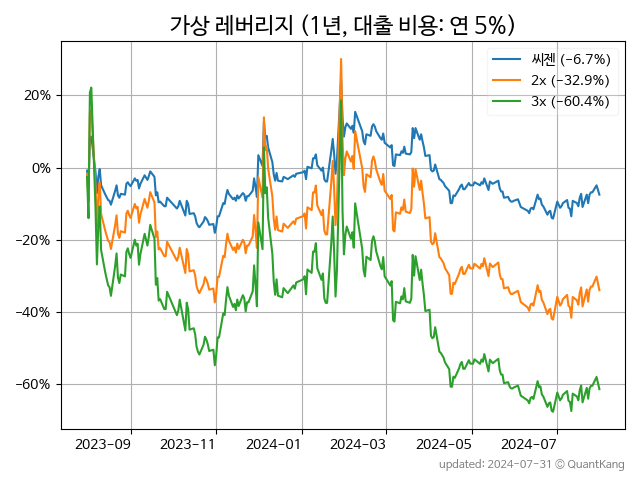 가상 레버리지 (1년, 대출 비용: 연 5%)
씨젠 (-6.7%)
2x (-32.9%)
3x (-60.4%)
20%
0%
-20%
-40%
-60%
2023-09 2023-11 2024-01 2024-03 2024-05 2024-07
updated: 2024-07-31 © QuantKang